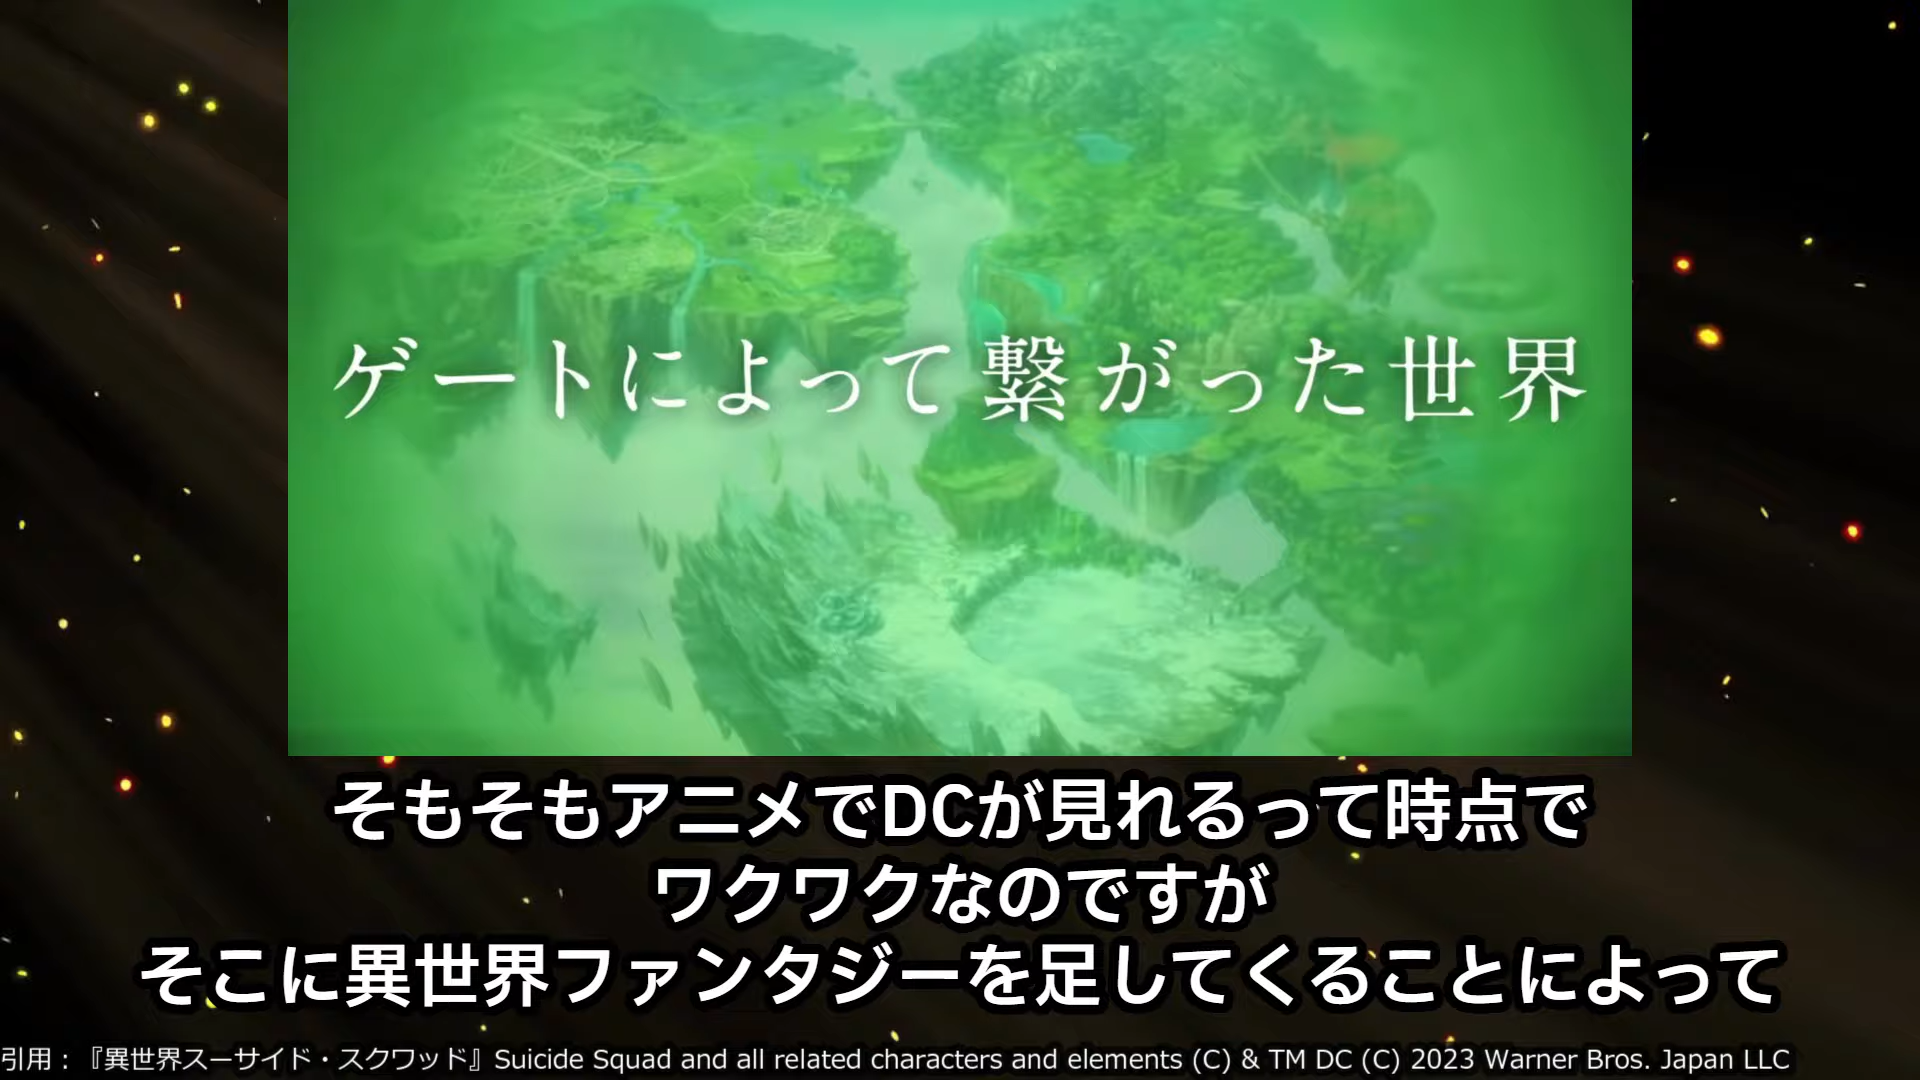 ゲートによって繋がった世界
そもそもアニメでDCが見れるって時点で
ワクワクなのですが
そこに異世界ファンタジーを足してくることによって
引用：『異世界スーサイド・スクワッド』Suicide Squad and all related characters and elements (C) & TM DC (C) 2023 Warner Bros. Japan LLC